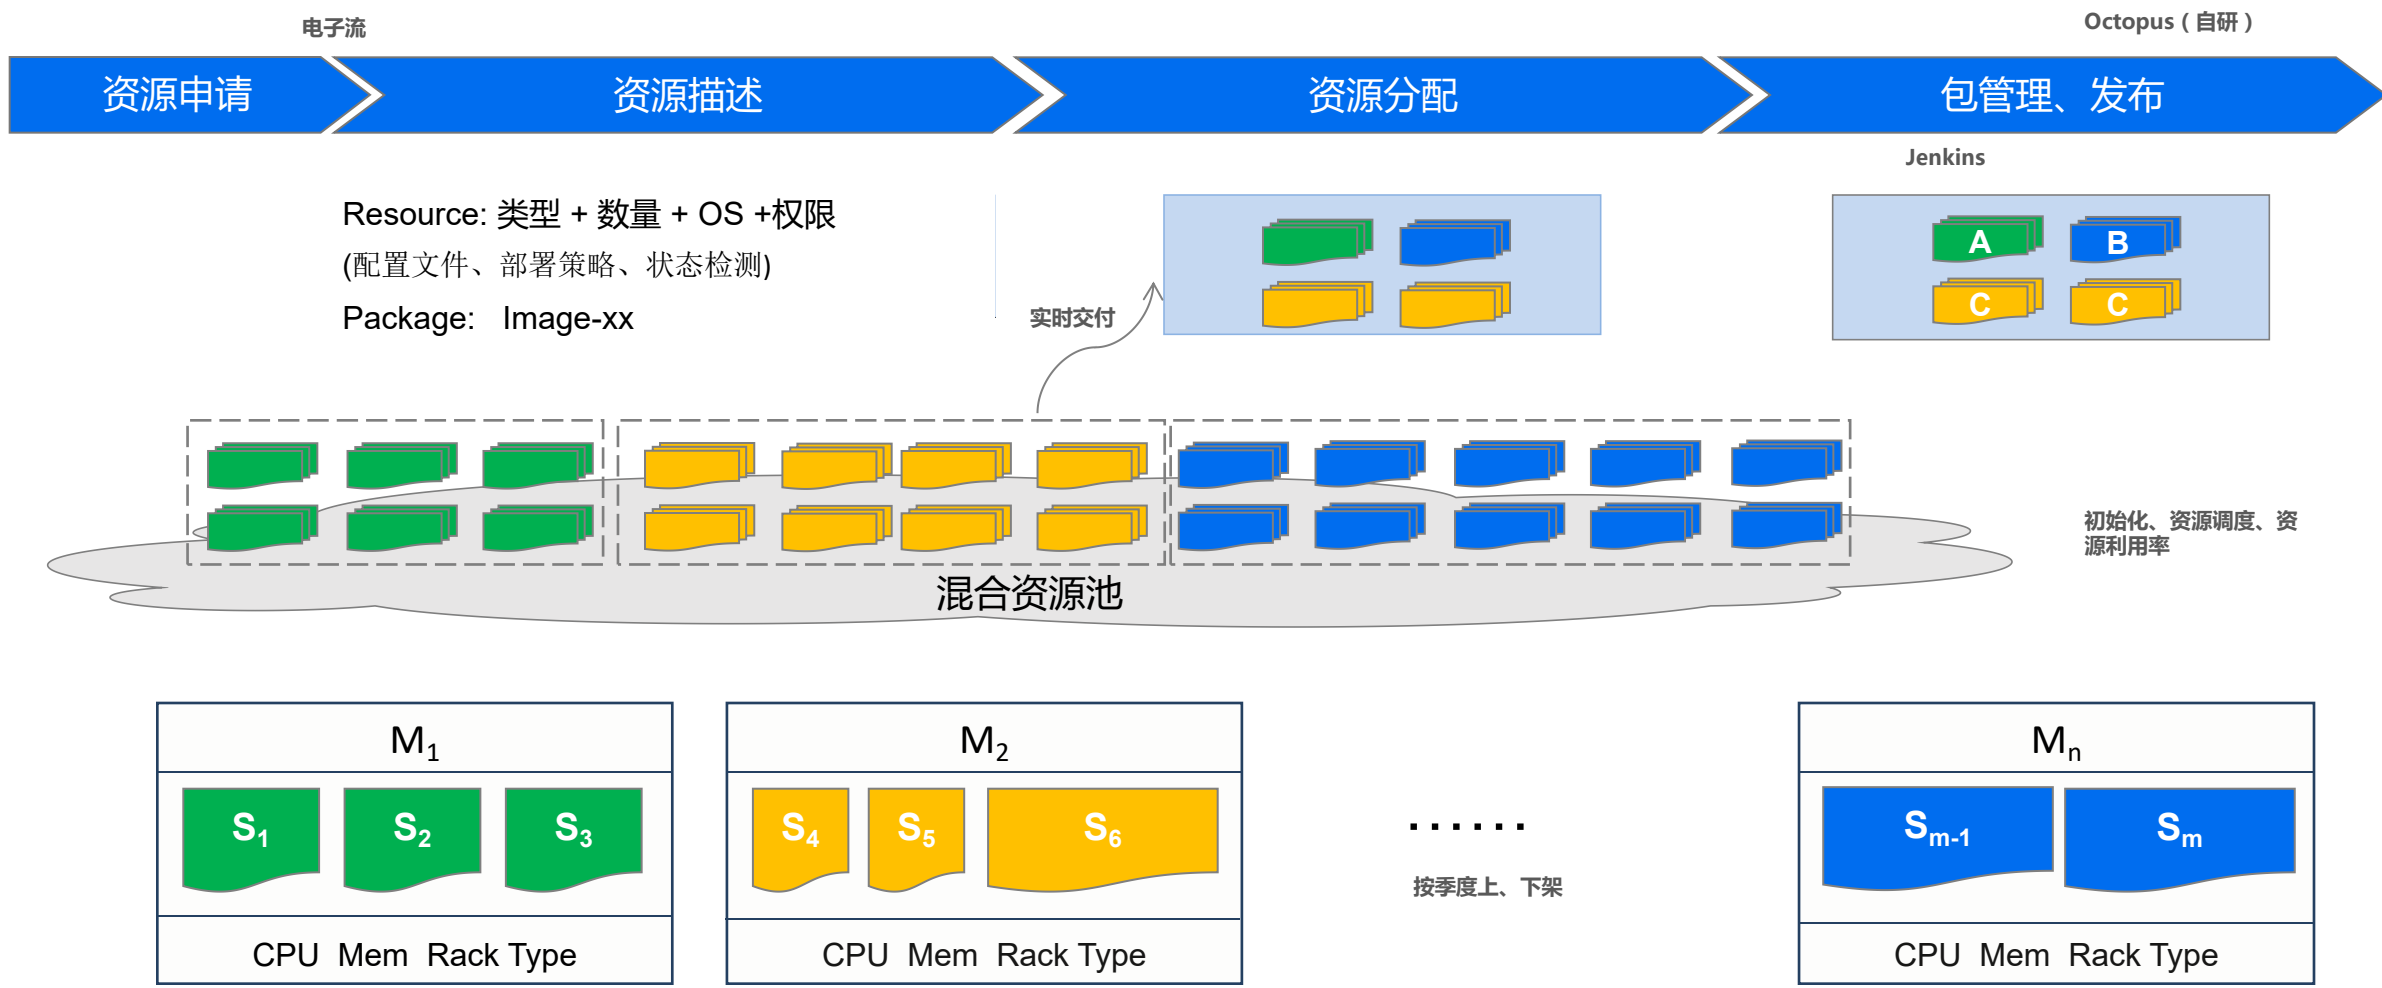 电子流
Octopus（自研）
资源申请
资源描述
资源分配
包管理、发布
Jenkins
Resource: 类型 + 数量 + OS +权限
(配置文件、部署策略、状态检测)
Package: Image-xx
实时交付
A
B
C
C
混合资源池
初始化、资源调度、资
源利用率
M1
M2
Mn
S1
S2
S3
S4
S5
S6
······
Sm-1
Sm
按季度上、下架
CPU Mem Rack Type
CPU Mem Rack Type
CPU Mem Rack Type